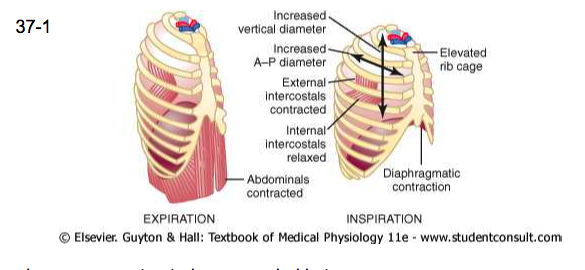 37-1
Increased
vertical diameter
Increased
A–P diameter
External
intercostals
contracted
Internal
intercostals
relaxed
Elevated
rib cage
Diaphragmatic
contraction
Abdominals
contracted
EXPIRATION
INSPIRATION
© Elsevier. Guyton & Hall: Textbook of Medical Physiology 11e - www.studentconsult.com